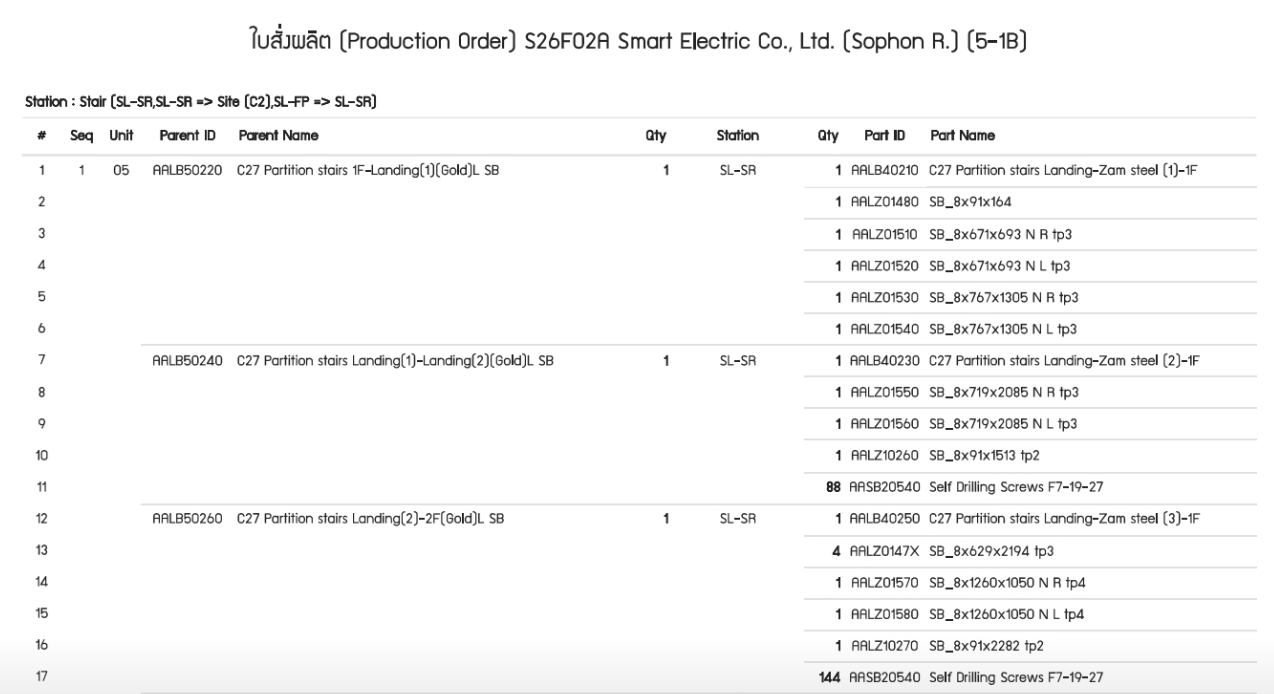 ใบสั่งผลิต (Production Order) S26F02A Smart Electric Co., Ltd. (Sophon R.) (5-1B)
Station : Stair (SL-SR,SL-SR => Site (C2),SL-FP => SL-SR)
# Seq Unit Parent ID Parent Name Qty Station Qty Part ID Part Name
1 1 05 AALB50220 C27 Partition stairs 1F-Landing(1)(Gold)L SB 1 SL-SR 1 AALB40210 C27 Partition stairs Landing-Zam steel (1)-1F
2 1 AALZ01480 SB_8x91x164
3 1 AALZ01510 SB_8x671x693 N R tp3
4 1 AALZ01520 SB_8x671x693 N L tp3
5 1 AALZ01530 SB_8x767x1305 N R tp3
6 1 AALZ01540 SB_8x767x1305 N L tp3
7 AALB50240 C27 Partition stairs Landing(1)-Landing(2)(Gold)L SB 1 SL-SR 1 AALB40230 C27 Partition stairs Landing-Zam steel (2)-1F
8 1 AALZ01550 SB_8x719x2085 N R tp3
9 1 AALZ01560 SB_8x719x2085 N L tp3
10 1 AALZ10260 SB_8x91x1513 tp2
11 88 AASB20540 Self Drilling Screws F7-19-27
12 AALB50260 C27 Partition stairs Landing(2)-2F(Gold)L SB 1 SL-SR 1 AALB40250 C27 Partition stairs Landing-Zam steel (3)-1F
13 4 AALZ0147X SB_8x629x2194 tp3
14 1 AALZ01570 SB_8x1260x1050 N R tp4
15 1 AALZ01580 SB_8x1260x1050 N L tp4
16 1 AALZ10270 SB_8x91x2282 tp2
17 144 AASB20540 Self Drilling Screws F7-19-27